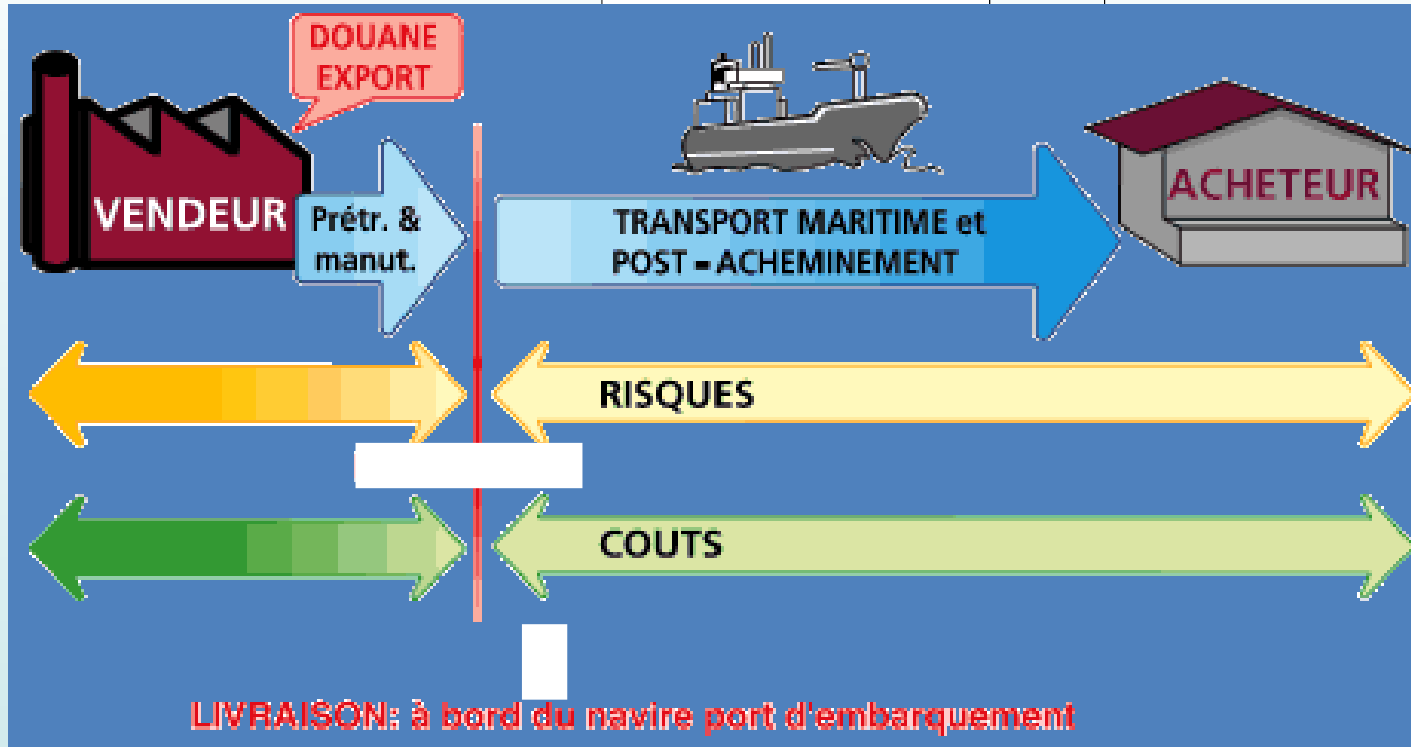 DOUANE
EXPORT
VENDEUR
Prétr. &
manut.
TRANSPORT MARITIME et
POST - ACHEMINEMENT
ACHETEUR
RISQUES
COUTS
LIVRAISON: à bord du navire port d'embarquement